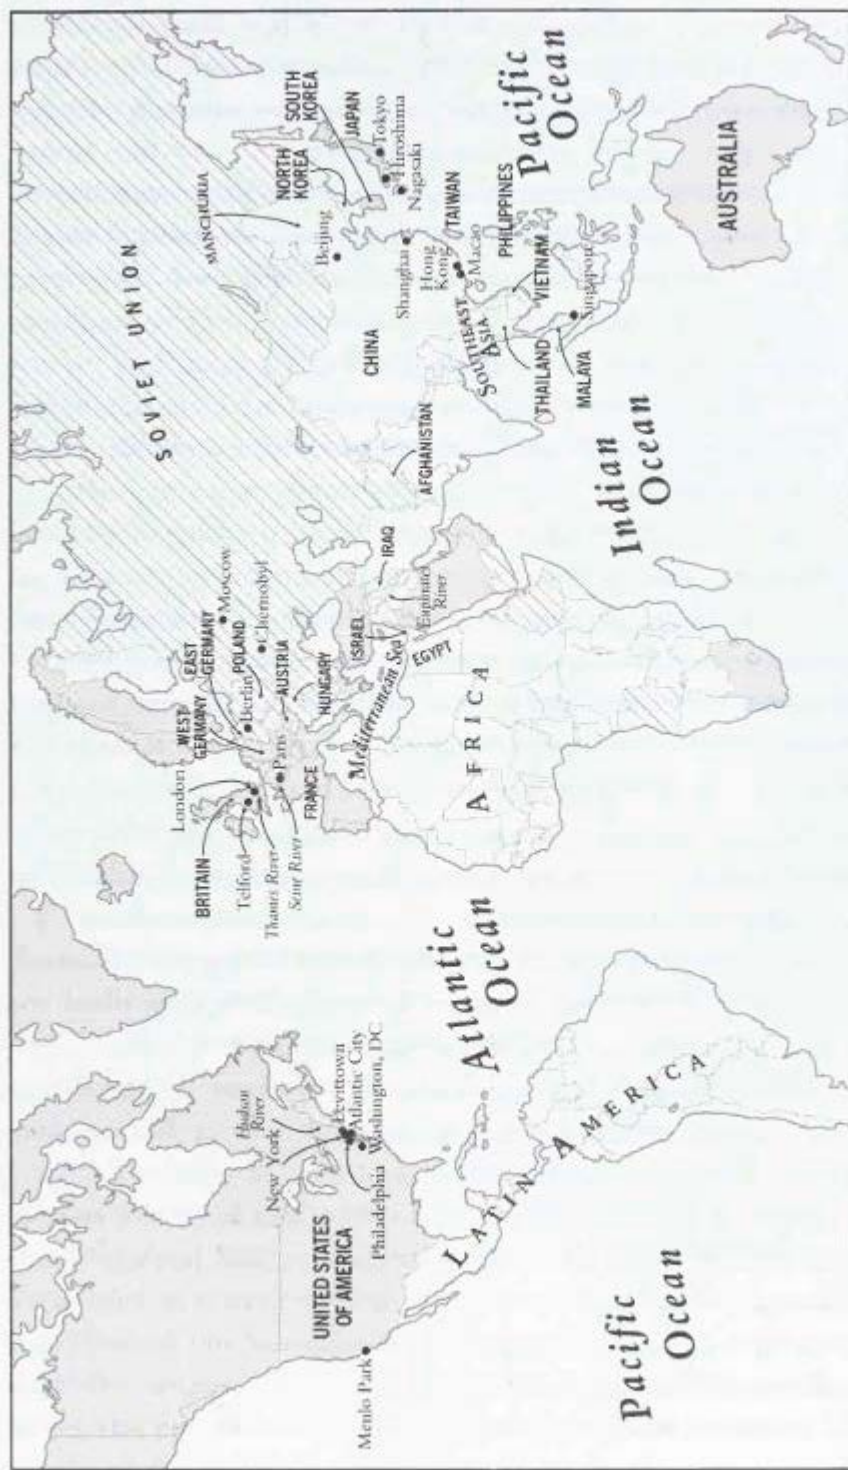 SOVIET UNION
MANCHURIA
NORTH
KOREA
SOUTH
KOREA
JAPAN
Tokyo
Hiroshima
Nagasaki
Beijing
Shanghai
Hong
Kong
Macao
TAIWAN
CHINA
SOUTHEAST
ASIA
PHILIPPINES
VIETNAM
THAILAND
MALAYA
Singapore
Pacific
Ocean
AUSTRALIA
Indian
Ocean
AFGHANISTAN
IRAQ
Euphrates
River
ISRAEL
EGYPT
Mediterranean Sea
Moscow
Chernobyl
EAST
GERMANY
WEST
GERMANY
Berlin
POLAND
AUSTRIA
HUNGARY
Paris
FRANCE
London
BRITAIN
Telford
Thames River
Seine River
AFRICA
Atlantic
Ocean
Hudson
River
New York
Levittown
Atlantic City
Washington, DC
Philadelphia
UNITED STATES
OF AMERICA
Menlo Park
LATIN AMERICA
Pacific
Ocean